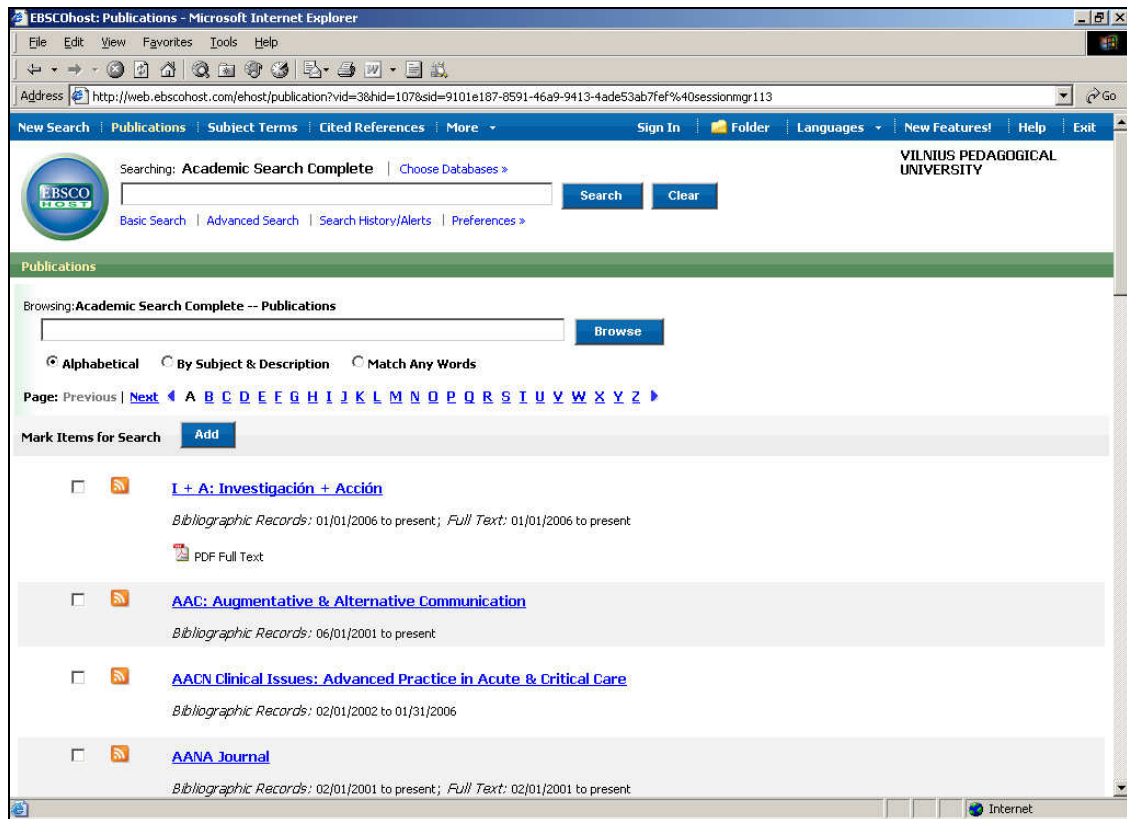 EBSCOhost: Publications - Microsoft Internet Explorer
File Edit View Favorites Tools Help
Address http://web.ebscohost.com/ehost/publication?vid=3&hid=107&sid=9101e187-8591-46a9-9413-4ade53ab7fef%40sessionmgr113 Go
New Search Publications Subject Terms Cited References More Sign In Folder Languages New Features! Help Exit
VILNIUS PEDAGOGICAL
UNIVERSITY
Searching: Academic Search Complete | Choose Databases »
EBSCO
HOST
Search Clear
Basic Search | Advanced Search | Search History/Alerts | Preferences »
Publications
Browsing:Academic Search Complete -- Publications
Browse
Alphabetical By Subject & Description Match Any Words
Page: Previous | Next A B C D E F G H I J K L M N O P Q R S T U V W X Y Z
Mark Items for Search Add
I + A: Investigación + Acción
Bibliographic Records: 01/01/2006 to present; Full Text: 01/01/2006 to present
PDF Full Text
AAC: Augmentative & Alternative Communication
Bibliographic Records: 06/01/2001 to present
AACN Clinical Issues: Advanced Practice in Acute & Critical Care
Bibliographic Records: 02/01/2002 to 01/31/2006
AANA Journal
Bibliographic Records: 02/01/2001 to present; Full Text: 02/01/2001 to present
Internet